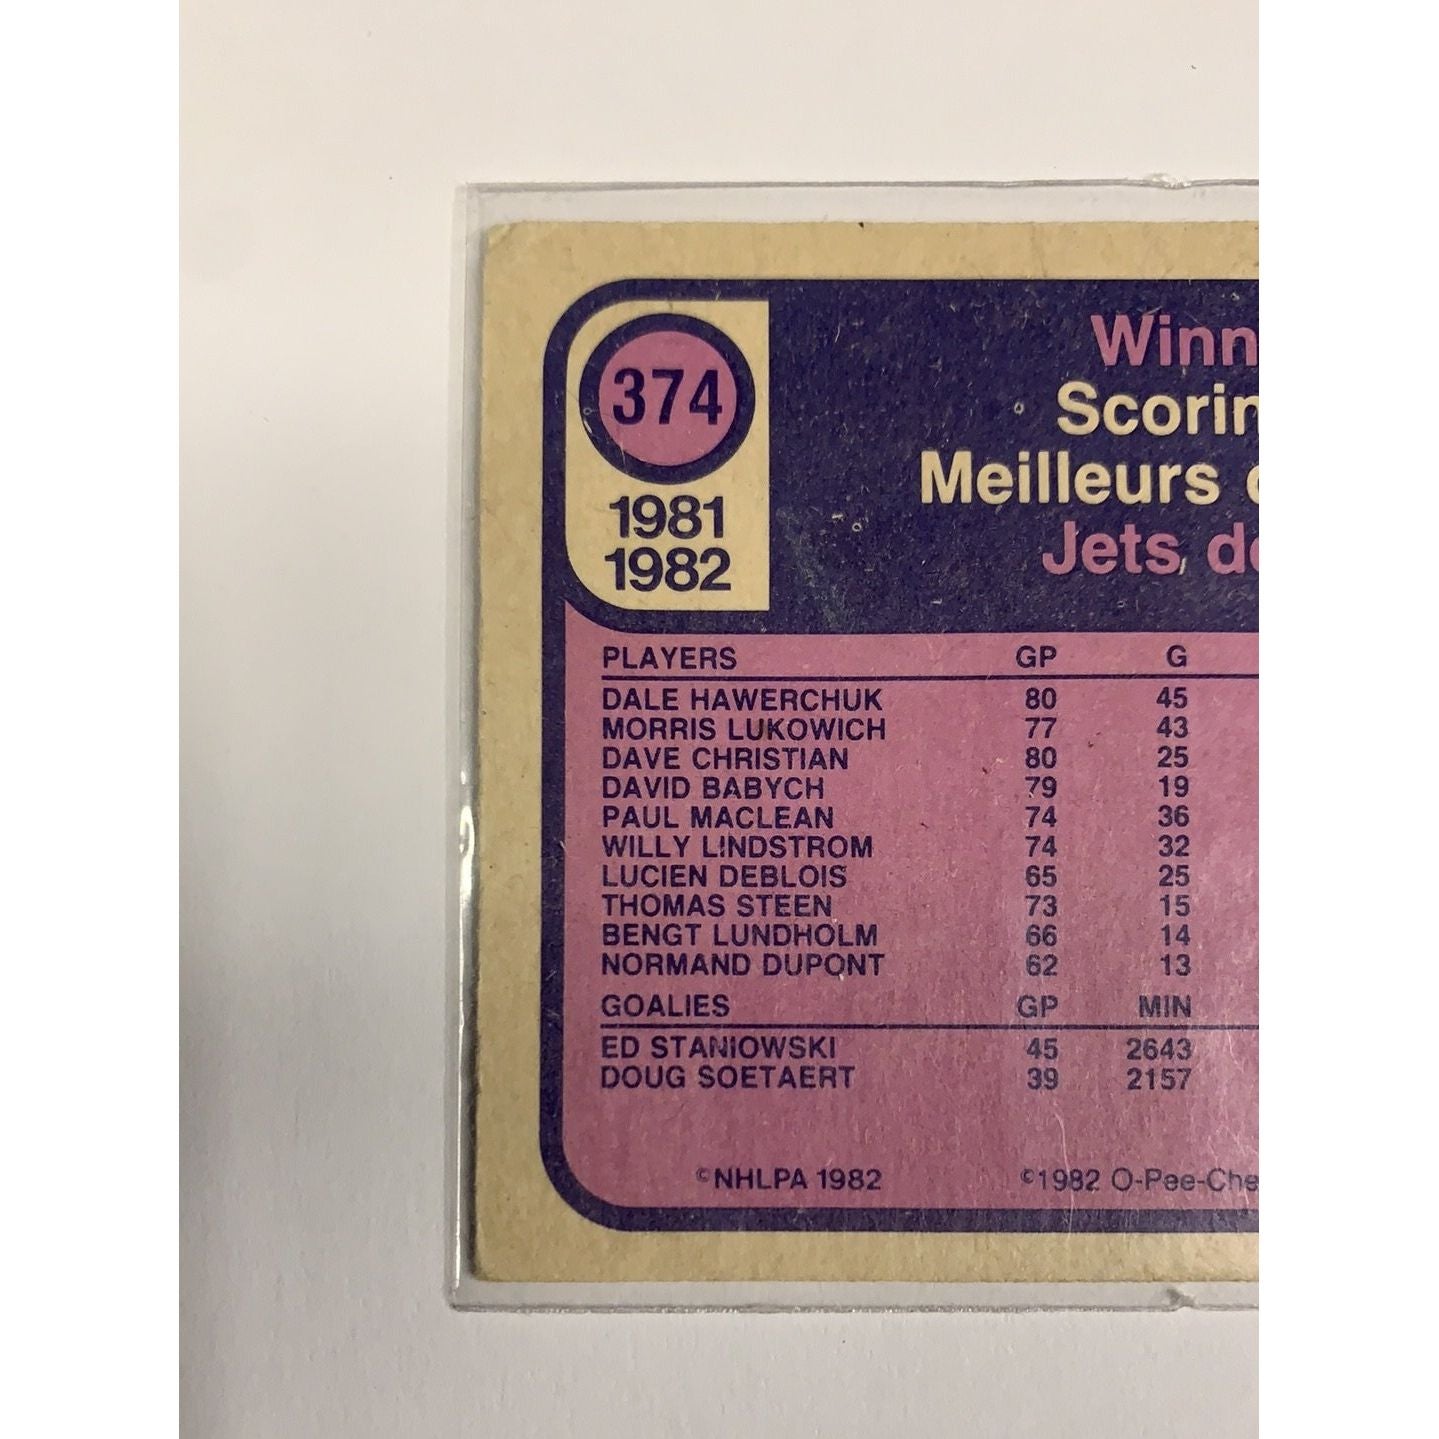 374
1981
1982
Winn
Scorin
Meilleurs
Jets de
PLAYERS GP G
DALE HAWERCHUK 80 45
MORRIS LUKOWICH 77 43
DAVE CHRISTIAN 80 25
DAVID BABYCH 79 19
PAUL MACLEAN 74 36
WILLY LINDSTROM 74 32
LUCIEN DEBLOIS 65 25
THOMAS STEEN 73 15
BENGT LUNDHOLM 66 14
NORMAND DUPONT 62 13
GOALIES GP MIN
ED STANIOWSKI 45 2643
DOUG SOETAERT 39 2157
©NHLPA 1982 ©1982 O-Pee-Che